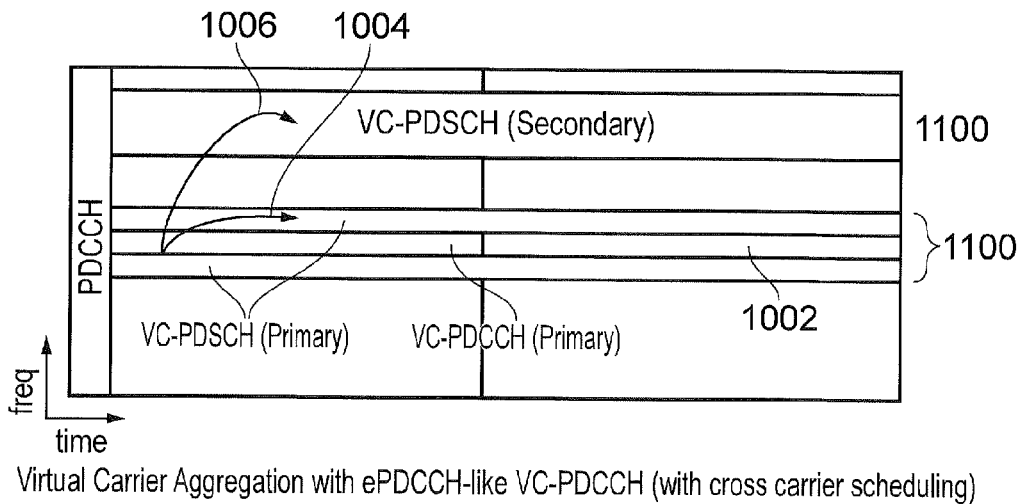 1006
1004
VC-PDSCH (Secondary)
1100
PDCCH
1100
1002
VC-PDSCH (Primary)
VC-PDCCH (Primary)
freq
time
Virtual Carrier Aggregation with ePDCCH-like VC-PDCCH (with cross carrier scheduling)